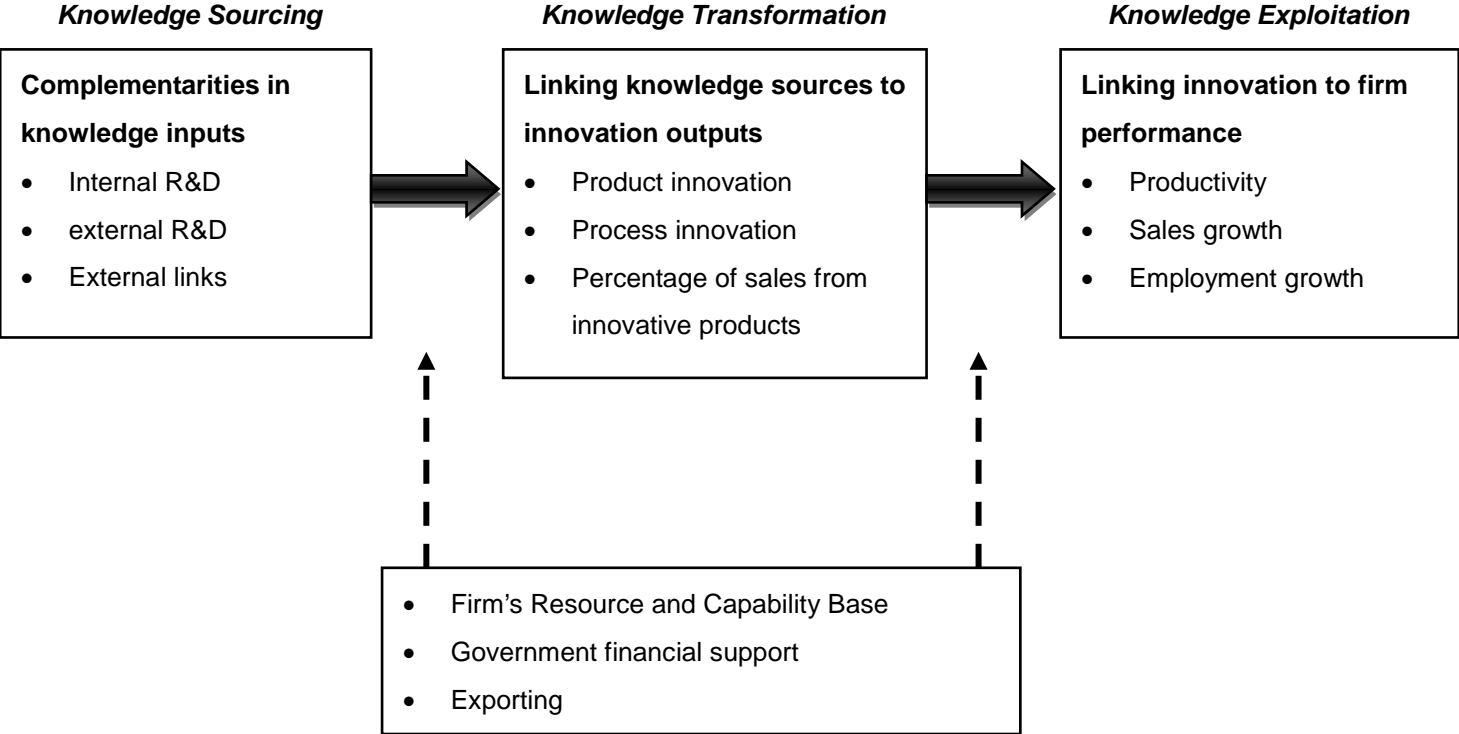 Knowledge Sourcing
Knowledge Transformation
Knowledge Exploitation
Complementarities in
knowledge inputs
• Internal R&D
• external R&D
• External links
Linking knowledge sources to
innovation outputs
• Product innovation
• Process innovation
• Percentage of sales from
innovative products
Linking innovation to firm
performance
• Productivity
• Sales growth
• Employment growth
• Firm’s Resource and Capability Base
• Government financial support
• Exporting